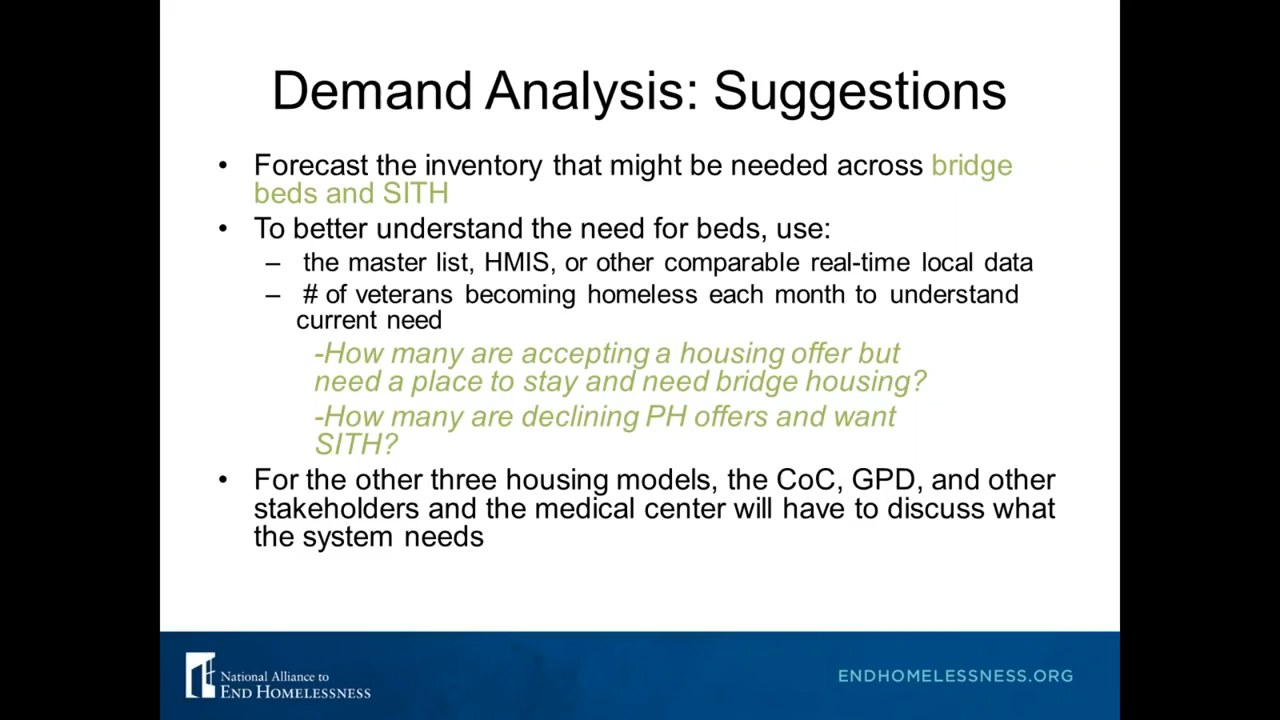 Demand Analysis: Suggestions
• Forecast the inventory that might be needed across bridge
beds and SITH
• To better understand the need for beds, use:
– the master list, HMIS, or other comparable real-time local data
– # of veterans becoming homeless each month to understand
current need
-How many are accepting a housing offer but
need a place to stay and need bridge housing?
-How many are declining PH offers and want
SITH?
• For the other three housing models, the CoC, GPD, and other
stakeholders and the medical center will have to discuss what
the system needs
National Alliance to
END HOMELESSNESS
ENDHOMELESSNESS.ORG